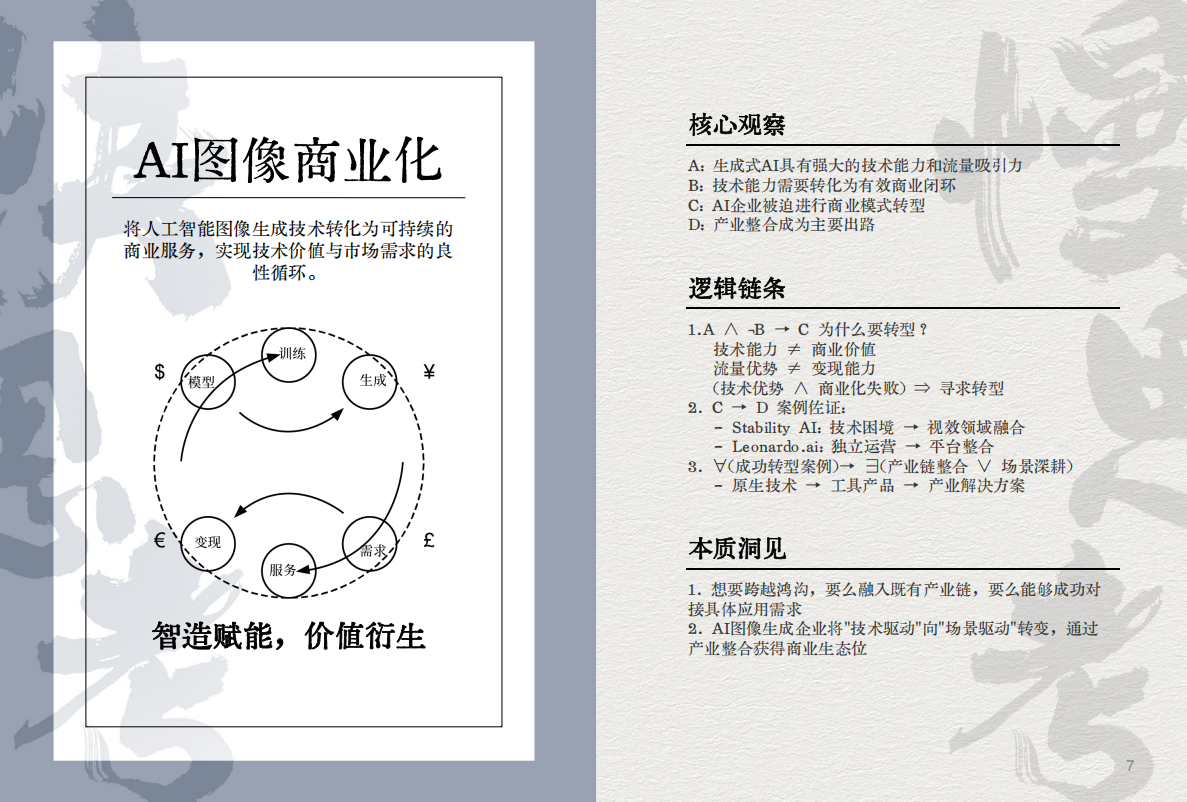 AI图像商业化
将人工智能图像生成技术转化为可持续的
商业服务，实现技术价值与市场需求的良
性循环。
训练
$
模型
生成
¥
€
变现
需求
£
服务
智造赋能，价值衍生
核心观察
A: 生成式AI具有强大的技术能力和流量吸引力
B: 技术能力需要转化为有效商业闭环
C: AI企业被迫进行商业模式转型
D: 产业整合成为主要出路
逻辑链条
1.A ∧ ¬B → C 为什么要转型？
技术能力 ≠ 商业价值
流量优势 ≠ 变现能力
(技术优势 ∧ 商业化失败) ⇒ 寻求转型
2. C → D 案例佐证:
- Stability AI: 技术困境 → 视效领域融合
- Leonardo.ai: 独立运营 → 平台整合
3. ∀(成功转型案例)→ ∃(产业链整合 ∨ 场景深耕)
- 原生技术 → 工具产品 → 产业解决方案
本质洞见
1. 想要跨越鸿沟，要么融入既有产业链，要么能够成功对
接具体应用需求
2. AI图像生成企业将"技术驱动"向"场景驱动"转变，通过
产业整合获得商业生态位
慢思考
快思考
7